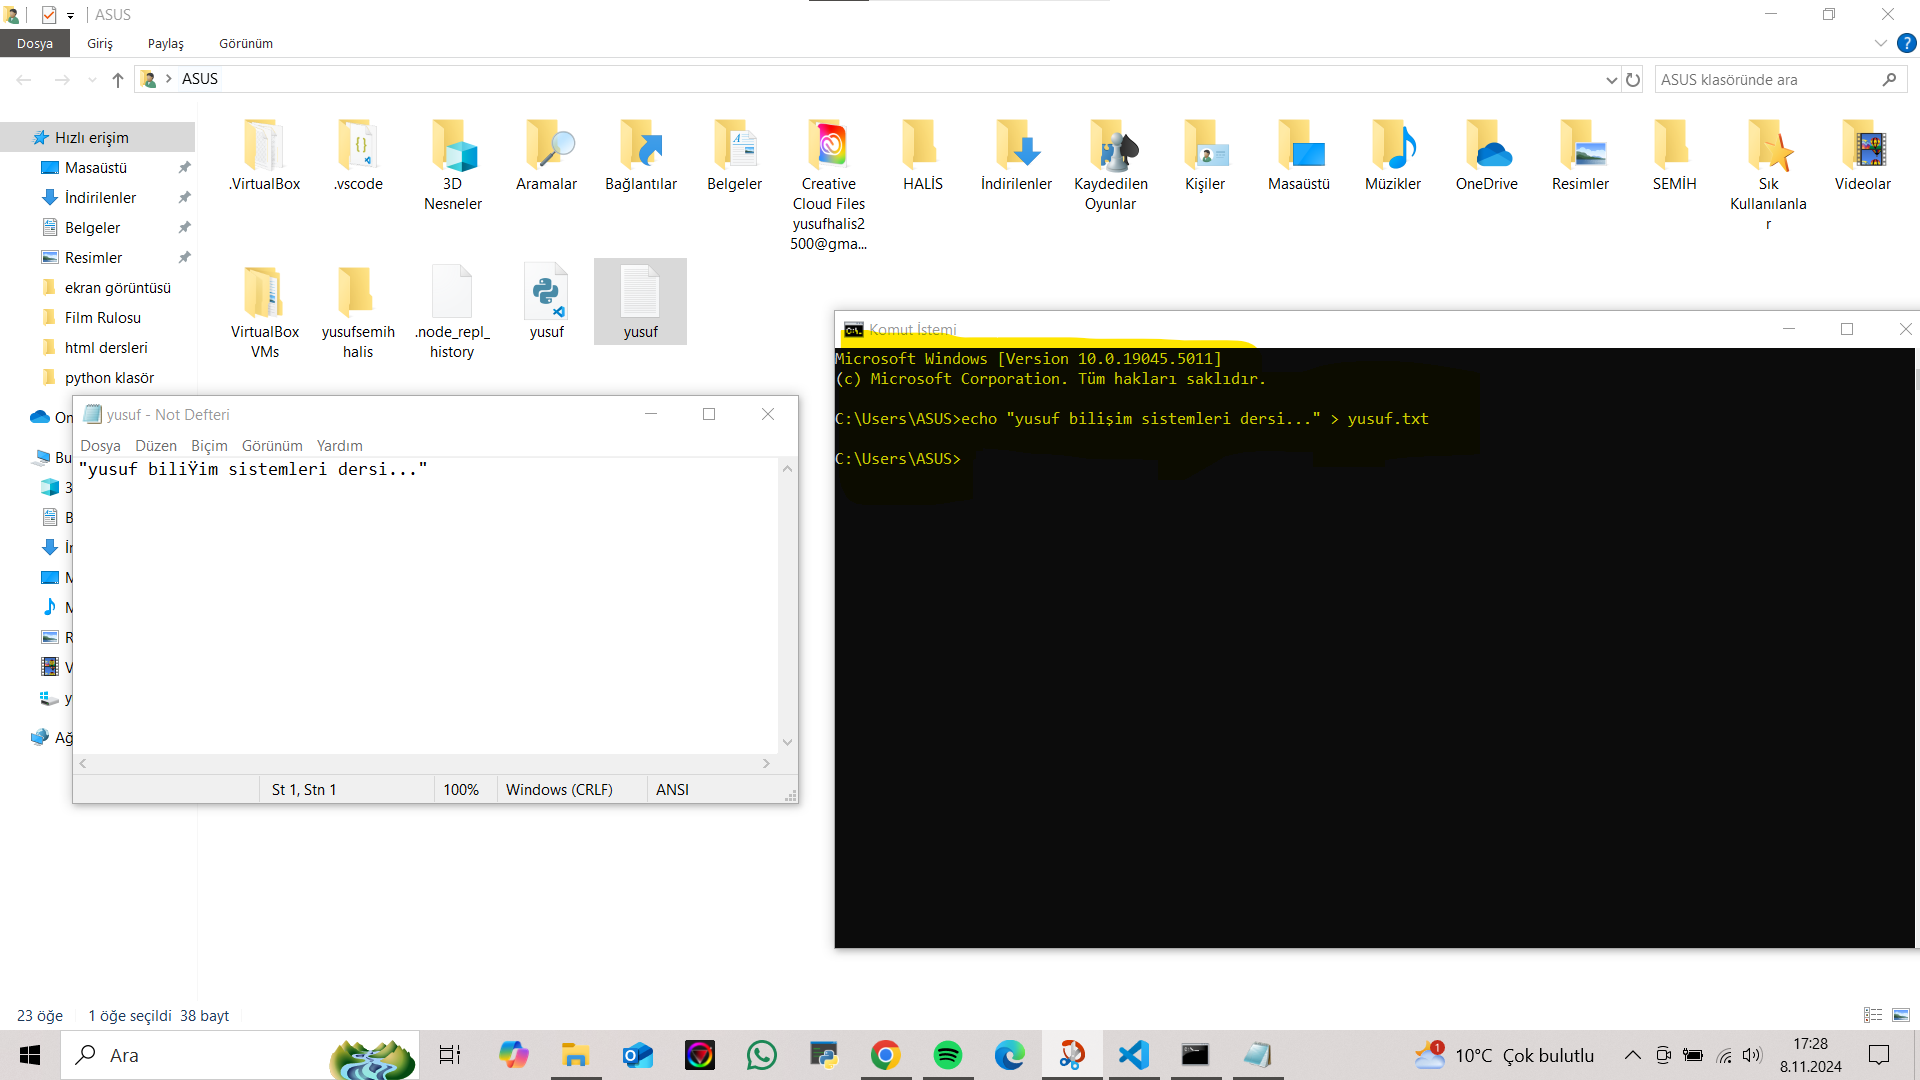 ASUS
Dosya
Giriş
Paylaş
Görünüm
ASUS
ASUS klasöründe ara
Hızlı erişim
Masaüstü
İndirilenler
Belgeler
Resimler
ekran görüntüsü
Film Rulosu
html dersleri
python klasör
On
Bu
3
B
İr
M
M
R
V
y
Ağ
.VirtualBox
.vscode
3D
Nesneler
Aramalar
Bağlantılar
Belgeler
Creative
Cloud Files
yusufhalis2
500@gma...
HALİS
İndirilenler
Kaydedilen
Oyunlar
Kişiler
Masaüstü
Müzikler
OneDrive
Resimler
SEMİH
Sık
Kullanılanla
r
Videolar
VirtualBox
VMs
yusufsemih
halis
.node_repl_
history
yusuf
yusuf
yusuf - Not Defteri
Dosya Düzen Biçim Görünüm Yardım
"yusuf biliŸim sistemleri dersi..."
St 1, Stn 1
100%
Windows (CRLF)
ANSI
Komut İstemi
Microsoft Windows [Version 10.0.19045.5011]
(c) Microsoft Corporation. Tüm hakları saklıdır.
C:\Users\ASUS>echo "yusuf bilişim sistemleri dersi..." > yusuf.txt
C:\Users\ASUS>
23 öğe
1 öğe seçildi 38 bayt
Ara
1
10°C Çok bulutlu
17:28
8.11.2024